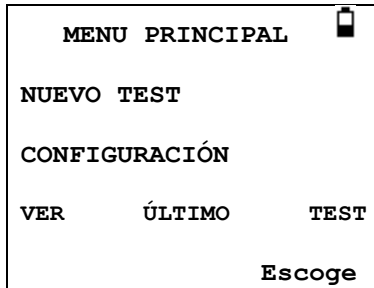 MENU PRINCIPAL
NUEVO TEST
CONFIGURACIÓN
VER ÚLTIMO TEST
Escoge